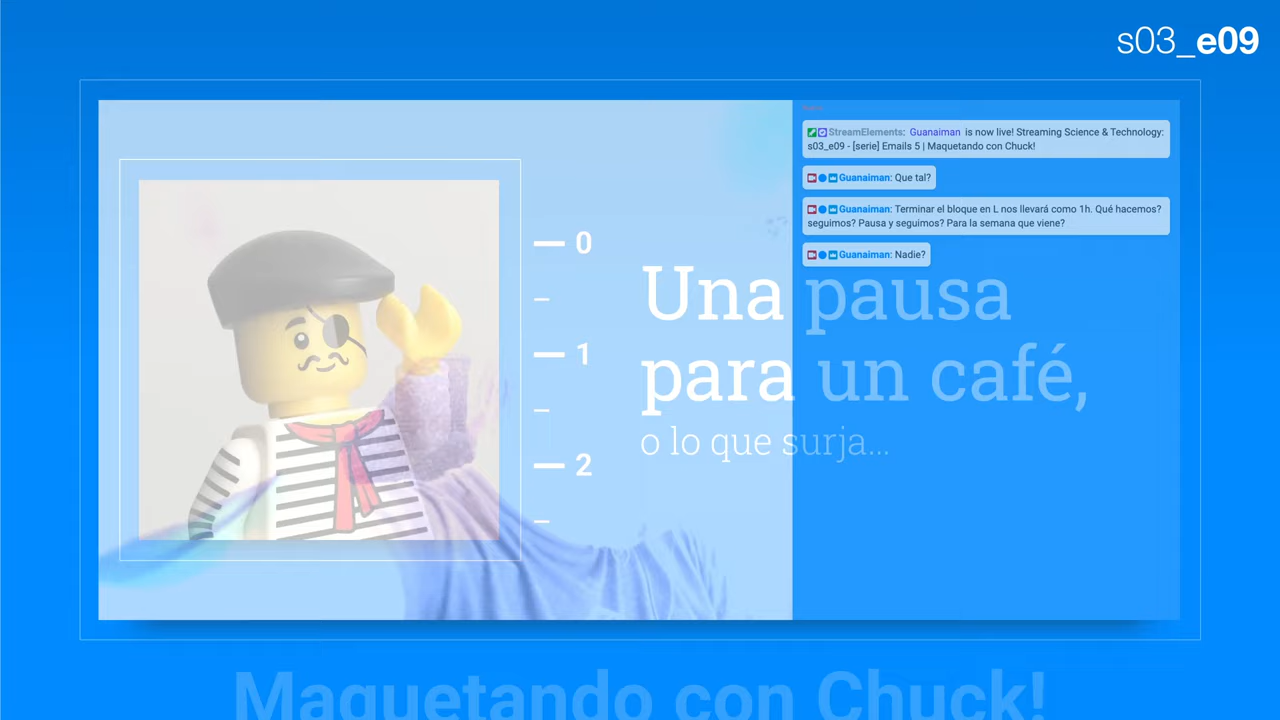 s03_e09
StreamElements: Guanaiman is now live! Streaming Science & Technology:
s03_e09 - [serie] Emails 5 | Maquetando con Chuck!
Guanaiman: Que tal?
Guanaiman: Terminar el bloque en L nos llevará como 1h. Qué hacemos?
seguimos? Pausa y seguimos? Para la semana que viene?
Guanaiman: Nadie?
0
1
2
Una pausa
para un café,
o lo que surja...
Maquetando con Chuck!